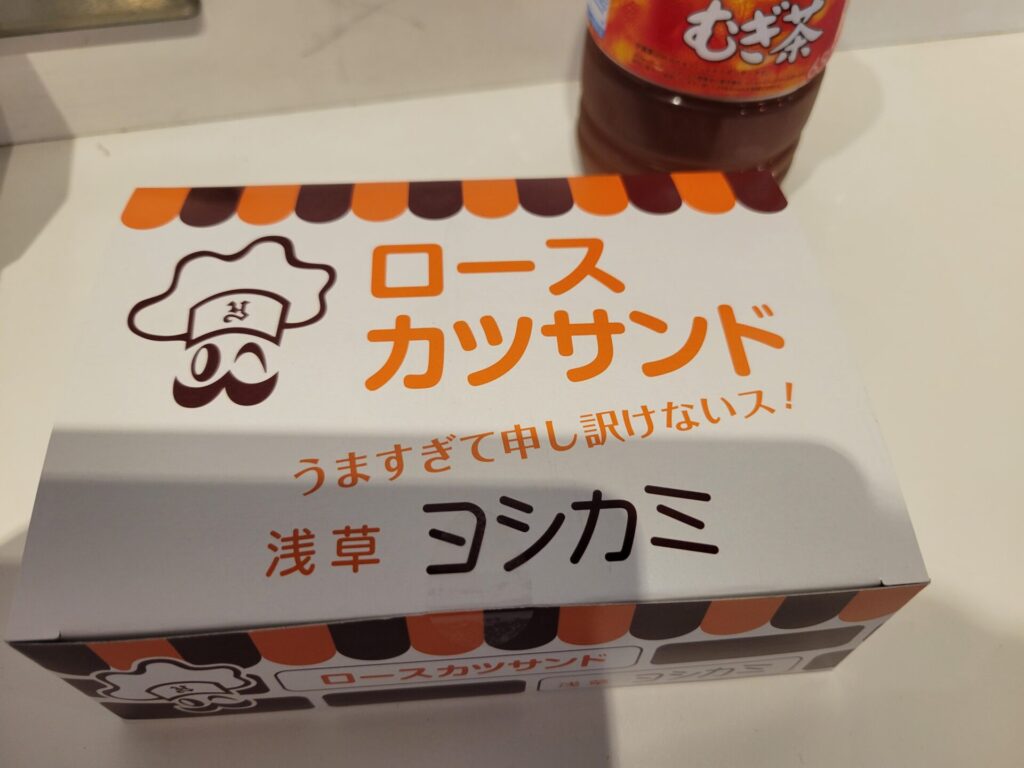 むぎ茶
ロース
カツサンド
うますぎて申し訳けないス!
浅草 ヨシカミ
ロースカツサンド
浅草 ヨシカミ